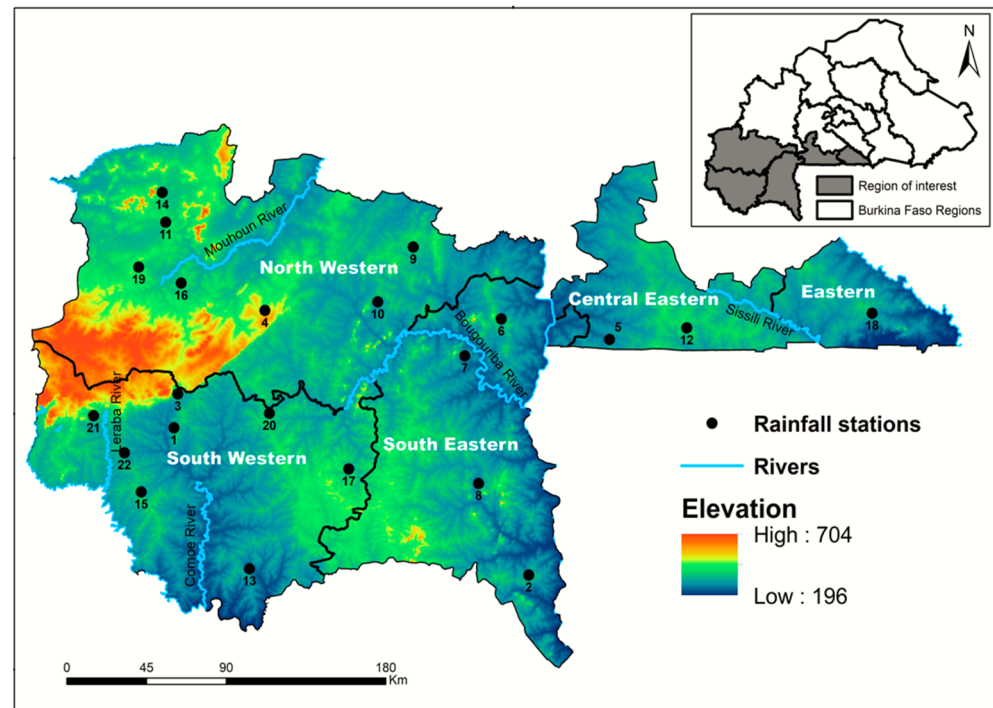 N
Region of interest
Burkina Faso Regions
14
11
Mouhoun River
9
19
16
North Western
10
4
Central Eastern
Eastern
Sissili River
6
5
12
18
Bougouriba River
7
3
Leraba River
21
1
20
22
South Western
South Eastern
17
15
8
Comoe River
13
2
Rainfall stations
Rivers
Elevation
High : 704
Low : 196
0 45 90 180
Km